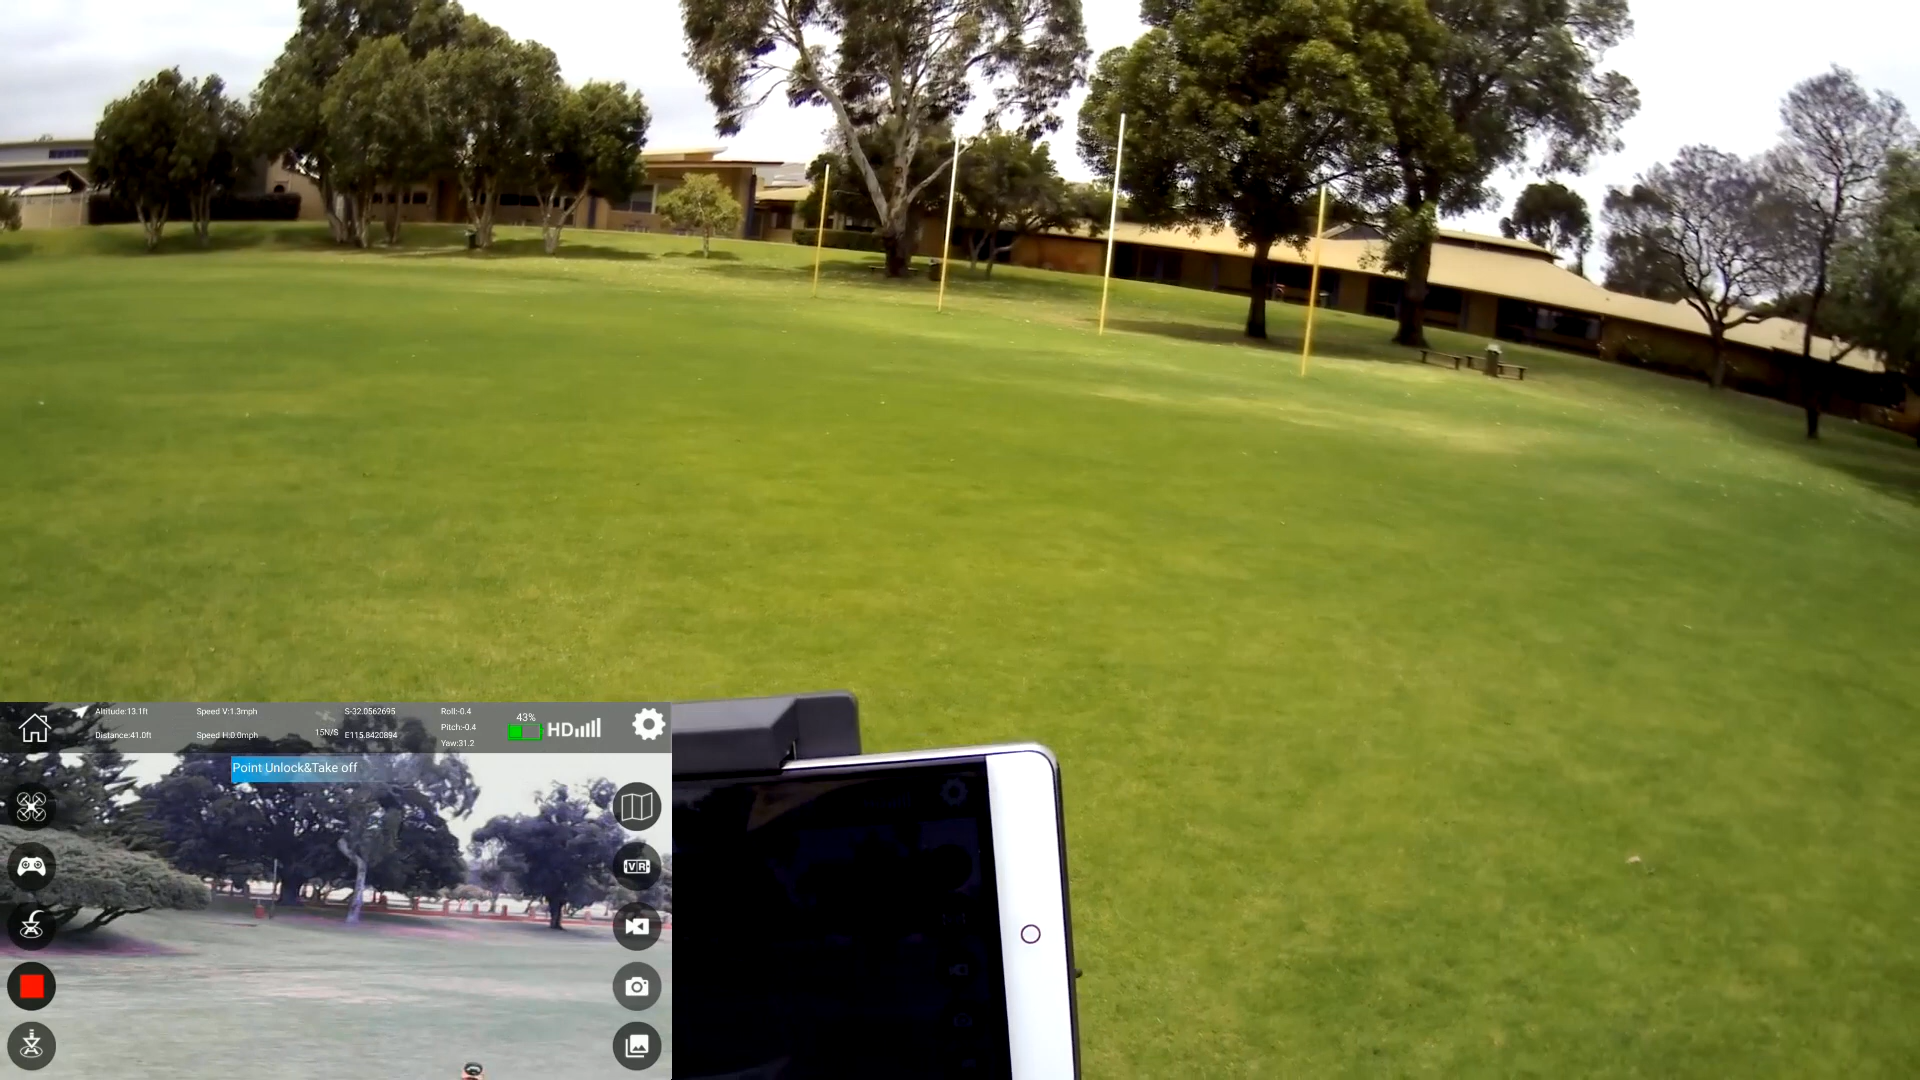 Altitude:13.1ft Speed V:1.3mph S-32.0562695 Roll:-0.4
43%
HD
Pitch:-0.4
Distance:41.0ft Speed H:0.0mph 15N/S E115.8420894
Yaw:31.2
Point Unlock&Take off
VR